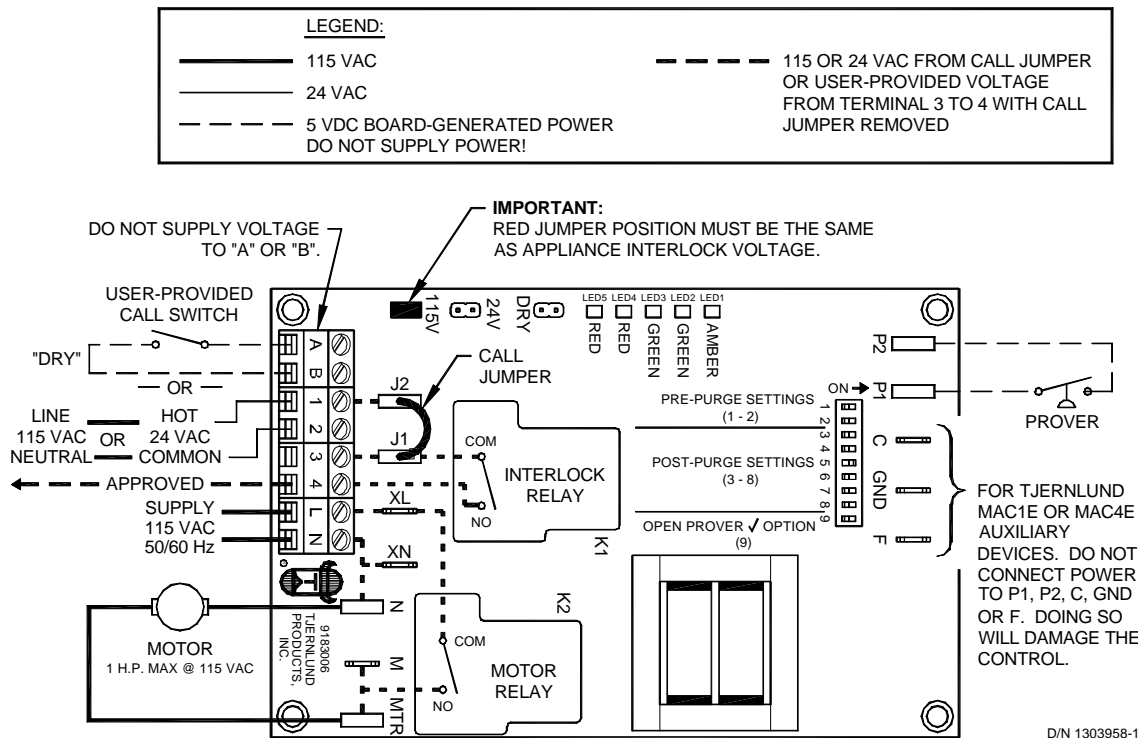 LEGEND:
115 VAC
24 VAC
5 VDC BOARD-GENERATED POWER
DO NOT SUPPLY POWER!
115 OR 24 VAC FROM CALL JUMPER
OR USER-PROVIDED VOLTAGE
FROM TERMINAL 3 TO 4 WITH CALL
JUMPER REMOVED
DO NOT SUPPLY VOLTAGE
TO "A" OR "B".
IMPORTANT:
RED JUMPER POSITION MUST BE THE SAME
AS APPLIANCE INTERLOCK VOLTAGE.
USER-PROVIDED
CALL SWITCH
"DRY"
OR
LINE
115 VAC
NEUTRAL
OR
HOT
24 VAC
COMMON
APPROVED
SUPPLY
115 VAC
50/60 Hz
A
B
1
2
3
4
L
N
115V
24V
DRY
LED5
LED4
LED3
LED2
LED1
RED
RED
GREEN
GREEN
AMBER
CALL
JUMPER
J2
J1
XL
XN
COM
INTERLOCK
RELAY
NO
K1
PRE-PURGE SETTINGS
(1 - 2)
POST-PURGE SETTINGS
(3 - 8)
OPEN PROVER ✓ OPTION
(9)
ON
1
2
3
4
5
6
7
8
9
P2
P1
PROVER
C
GND
F
FOR TJERNLUND
MAC1E OR MAC4E
AUXILIARY
DEVICES. DO NOT
CONNECT POWER
TO P1, P2, C, GND
OR F. DOING SO
WILL DAMAGE THE
CONTROL.
T
9183006
TJERNLUND
PRODUCTS,
INC.
N
M
MTR
K2
COM
MOTOR
RELAY
NO
MOTOR
1 H.P. MAX @ 115 VAC
D/N 1303958-1